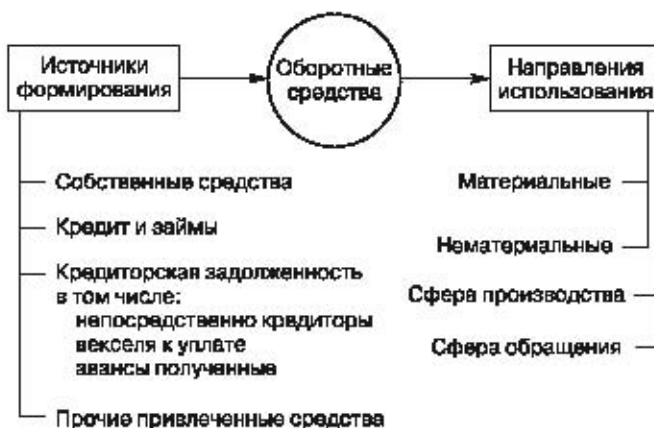 Источники
формирования
Оборотные
средства
Направления
использования
Собственные средства
Кредит и займы
Кредиторская задолженность
в том числе:
непосредственно кредиторы
векселя к уплате
авансы полученные
Прочие привлеченные средства
Материальные
Нематериальные
Сфера производства
Сфера обращения